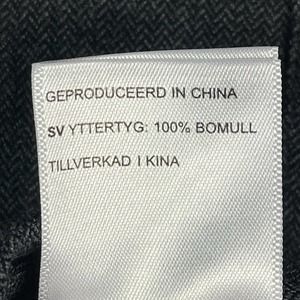 GEPRODUCEERD IN CHINA
SV YTTERTYG: 100% BOMULL
TILLVERKAD I KINA